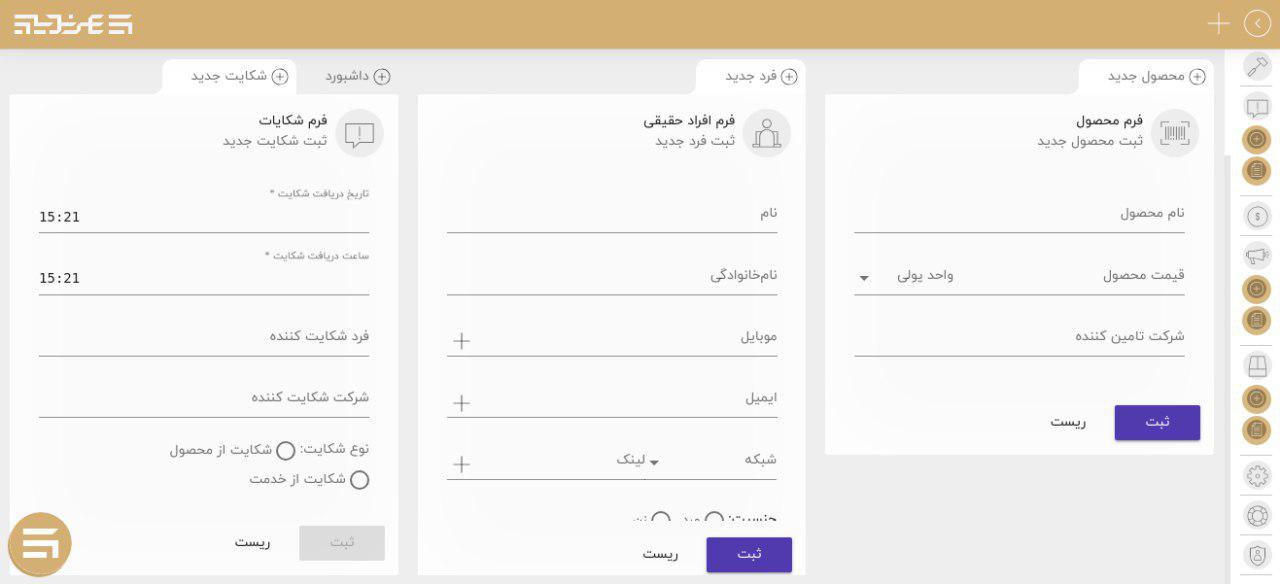 محصول جدید
فرم محصول
ثبت محصول جدید
نام محصول
قیمت محصول
واحد پولی
شرکت تامین کننده
ثبت
ریست
فرد جدید
فرم افراد حقیقی
ثبت فرد جدید
نام
نام‌خانوادگی
موبایل
ایمیل
شبکه
لینک
جنسیت: مرد زن
ثبت
ریست
داشبورد
شکایت جدید
فرم شکایات
ثبت شکایت جدید
تاریخ دریافت شکایت *
15:21
ساعت دریافت شکایت *
15:21
فرد شکایت کننده
شرکت شکایت کننده
نوع شکایت: شکایت از محصول
شکایت از خدمت
ثبت
ریست